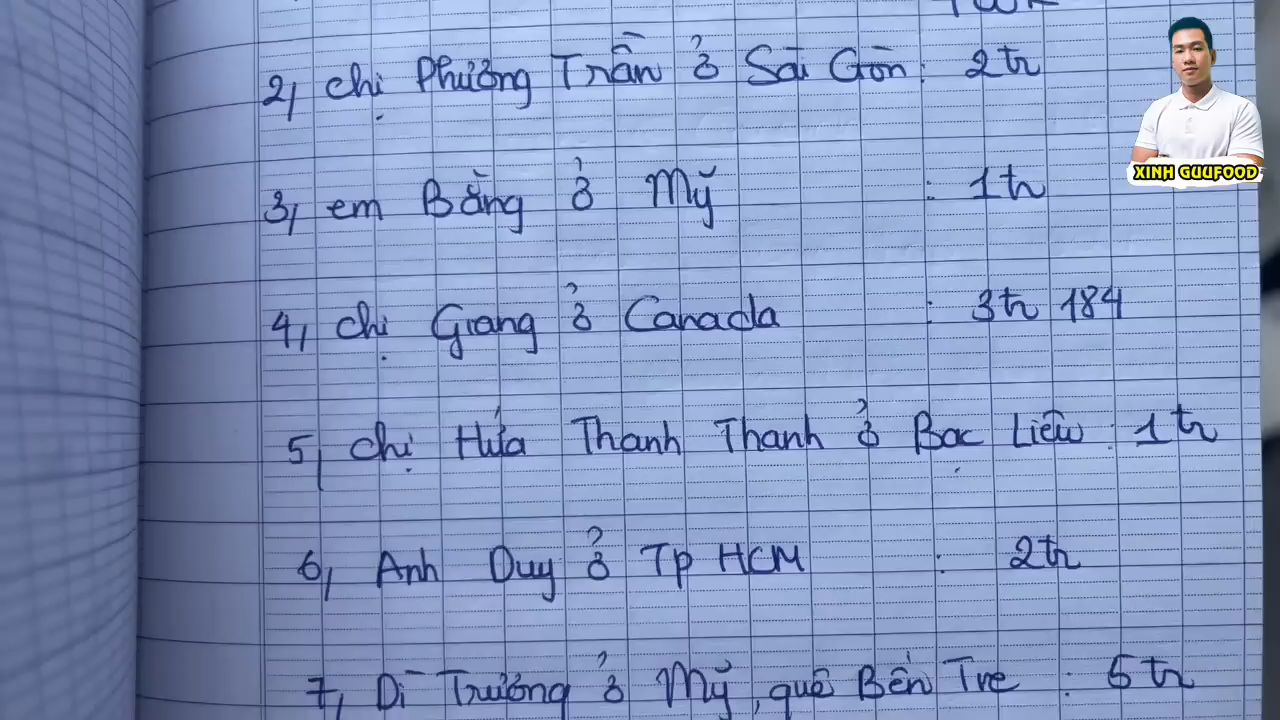 2, chị Phương Trần ở Sài Gòn : 2tr
XINH GUUFOOD
3, em Bằng ở Mỹ : 1tr
4, chị Giang ở Canada : 3tr 184
5, chị Hứa Thanh Thanh ở Bạc Liêu : 1tr
6, Anh Duy ở Tp HCM : 2tr
7, Dì Trường ở Mỹ, quê Bến Tre : 5tr